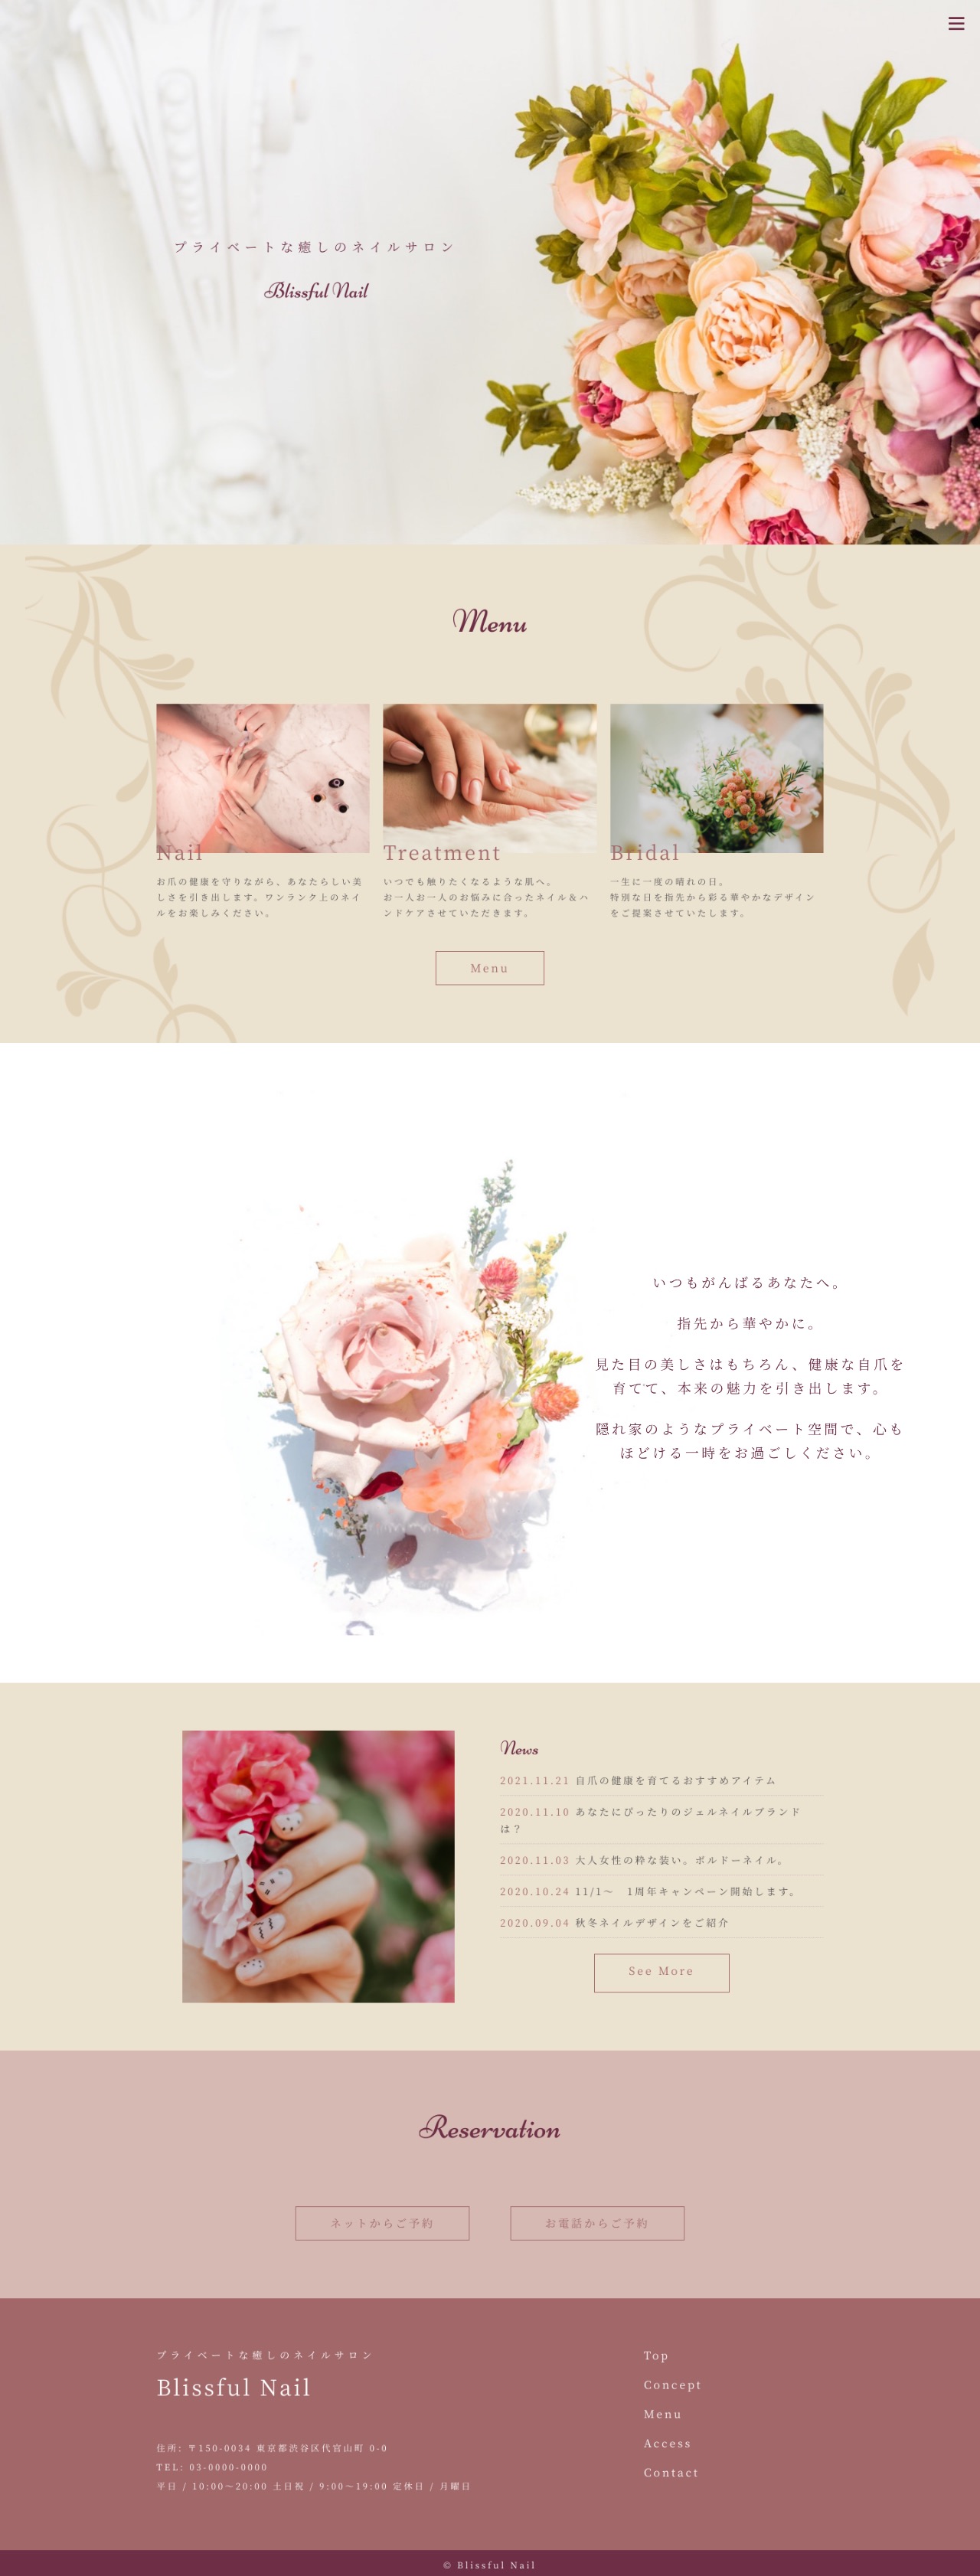 プライベートな癒しのネイルサロン
Blissful Nail
Menu
Nail
お爪の健康を守りながら、あなたらしい美
しさを引き出します。ワンランク上のネイ
ルをお楽しみください。
Treatment
いつでも触りたくなるような肌へ。
お一人お一人のお悩みに合ったネイル＆ハ
ンドケアさせていただきます。
Bridal
一生に一度の晴れの日。
特別な日を指先から彩る華やかなデザイン
をご提案させていたします。
Menu
いつもがんばるあなたへ。
指先から華やかに。
見た目の美しさはもちろん、健康な自爪を
育てて、本来の魅力を引き出します。
隠れ家のようなプライベート空間で、心も
ほどける一時をお過ごしください。
News
2021.11.21 自爪の健康を育てるおすすめアイテム
2020.11.10 あなたにぴったりのジェルネイルブランド
は？
2020.11.03 大人女性の粋な装い。ボルドーネイル。
2020.10.24 11/1〜　1周年キャンペーン開始します。
2020.09.04 秋冬ネイルデザインをご紹介
See More
Reservation
ネットからご予約
お電話からご予約
プライベートな癒しのネイルサロン
Blissful Nail
住所: 〒150-0034 東京都渋谷区代官山町 0-0
TEL: 03-0000-0000
平日 / 10:00〜20:00 土日祝 / 9:00〜19:00 定休日 / 月曜日
Top
Concept
Menu
Access
Contact
© Blissful Nail